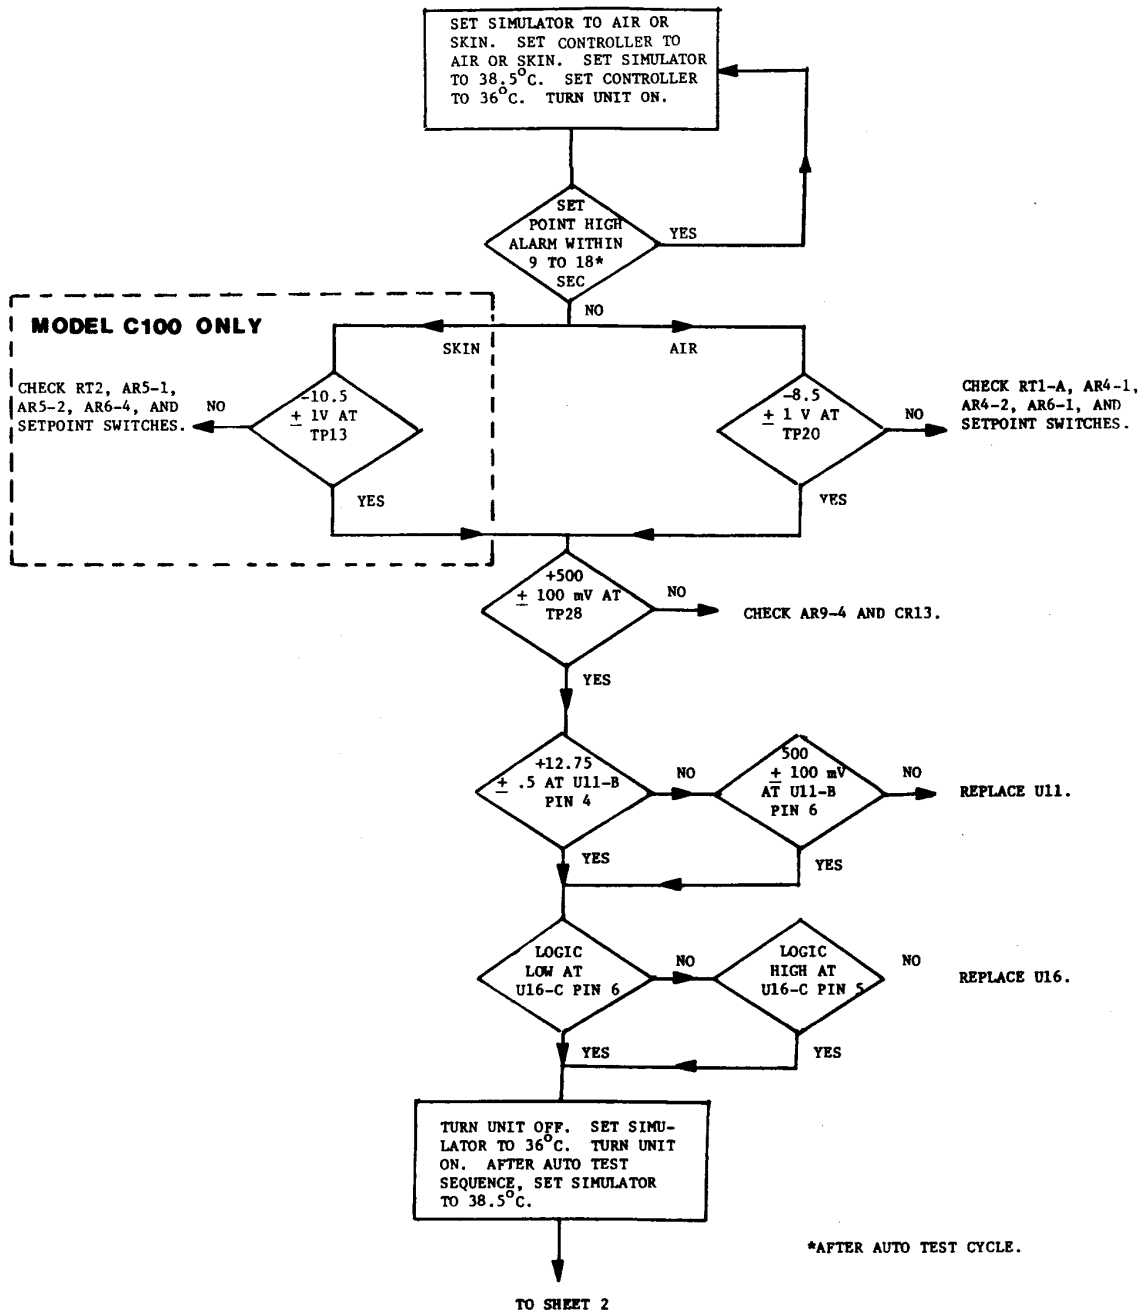 SET SIMULATOR TO AIR OR
SKIN. SET CONTROLLER TO
AIR OR SKIN. SET SIMULATOR
TO 38.5°C. SET CONTROLLER
TO 36°C. TURN UNIT ON.
SET
POINT HIGH
ALARM WITHIN
9 TO 18*
SEC
YES
NO
MODEL C100 ONLY
SKIN
AIR
CHECK RT2, AR5-1,
AR5-2, AR6-4, AND
SETPOINT SWITCHES.
NO
-10.5
± 1V AT
TP13
YES
-8.5
± 1 V AT
TP20
NO
CHECK RT1-A, AR4-1,
AR4-2, AR6-1, AND
SETPOINT SWITCHES.
YES
+500
± 100 mV AT
TP28
NO
CHECK AR9-4 AND CR13.
YES
+12.75
± .5 AT U11-B
PIN 4
NO
500
± 100 mV
AT U11-B
PIN 6
NO
REPLACE U11.
YES
YES
LOGIC
LOW AT
U16-C PIN 6
NO
LOGIC
HIGH AT
U16-C PIN 5
NO
REPLACE U16.
YES
YES
TURN UNIT OFF. SET SIMU-
LATOR TO 36°C. TURN UNIT
ON. AFTER AUTO TEST
SEQUENCE, SET SIMULATOR
TO 38.5°C.
*AFTER AUTO TEST CYCLE.
TO SHEET 2